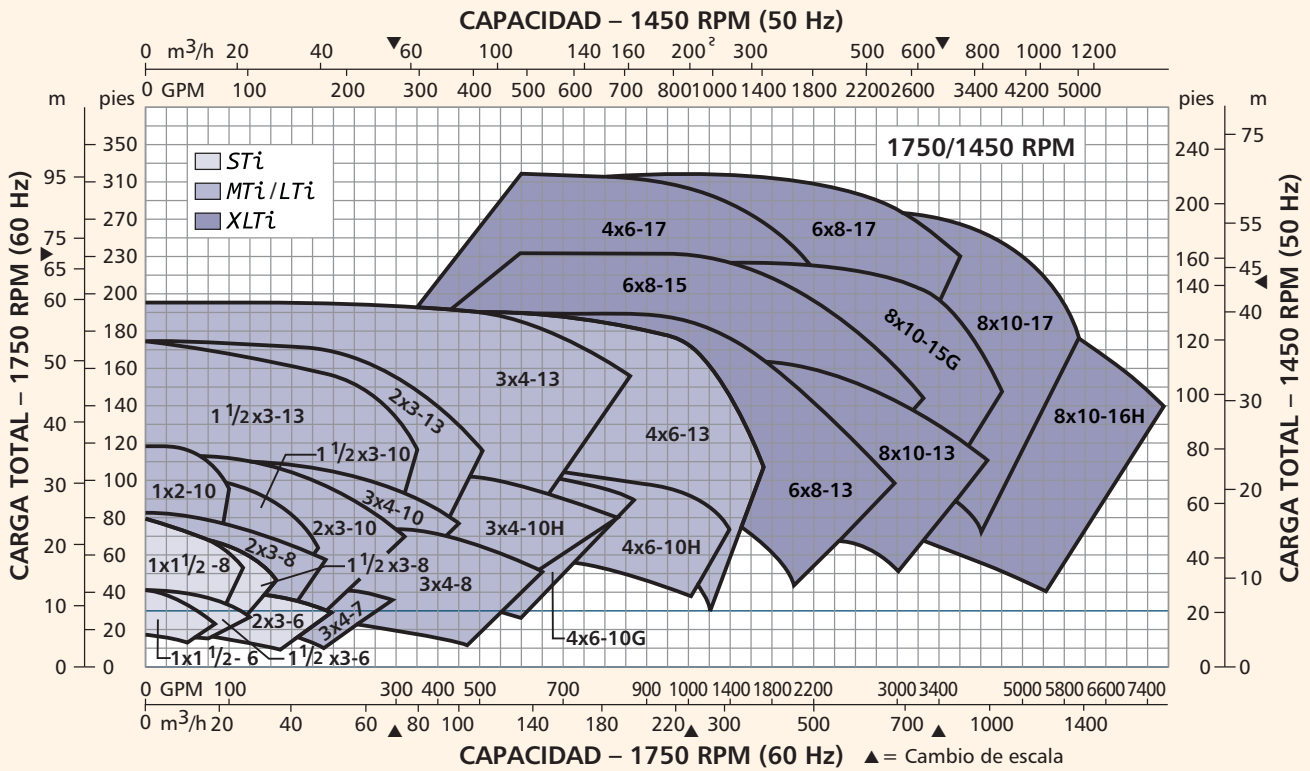 CAPACIDAD – 1450 RPM (50 Hz)
0 m³/h 20 40 ▼ 60 100 140 160 200 ² 300 500 600 ▼ 800 1000 1200
0 GPM 100 200 300 400 500 600 700 800 1000 1400 1800 2200 2600 3400 4200 5000
m pies
pies m
CARGA TOTAL – 1750 RPM (60 Hz)
95
75
65
60
50
40
30
20
10
0
350
310
270
230
200
180
160
140
120
100
80
60
40
20
0
1750/1450 RPM
STi
MTi/LTi
XLTi
4x6-17
6x8-17
6x8-15
8x10-15G
8x10-17
3x4-13
2x3-13
1 1/2x3-13
4x6-13
8x10-16H
1 1/2x3-10
8x10-13
1x2-10
3x4-10
6x8-13
2x3-10
3x4-10H
4x6-10H
2x3-8
1x1 1/2 -8
1 1/2 x3-8
3x4-8
2x3-6
3x4-7
4x6-10G
1x1 1/2- 6
1 1/2 x3-6
240
200
160
140
120
100
80
60
40
20
0
75
55
45
40
30
20
10
0
CARGA TOTAL – 1450 RPM (50 Hz)
0 GPM 100 300 400 500 700 900 1000 1400 1800 2200 3000 3400 5000 5800 6600 7400
0 m³/h 20 40 60 ▲ 80 100 140 180 220 ▲ 300 500 700 ▲ 1000 1400
CAPACIDAD – 1750 RPM (60 Hz) ▲ = Cambio de escala